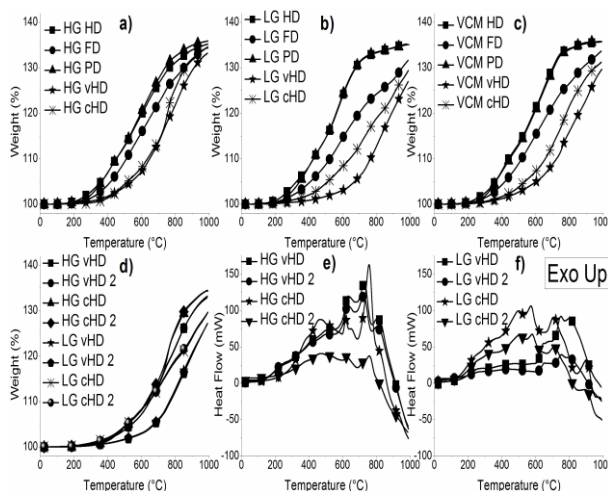 a)
HG HD
HG FD
HG PD
HG vHD
HG cHD
Weight (%)
130
120
110
100
0 200 400 600 800 1000
Temperature (°C)
b)
LG HD
LG FD
LG PD
LG vHD
LG cHD
Weight (%)
130
120
110
100
0 200 400 600 800 1000
Temperature (°C)
c)
VCM HD
VCM FD
VCM PD
VCM vHD
VCM cHD
Weight (%)
130
120
110
100
0 200 400 600 800 1000
Temperature (°C)
d)
HG vHD
HG vHD 2
HG cHD
HG cHD 2
LG vHD
LG vHD 2
LG cHD
LG cHD 2
Weight (%)
140
130
120
110
100
0 200 400 600 800 1000
Temperature (°C)
e)
HG vHD
HG vHD 2
HG cHD
HG cHD 2
Heat Flow (mW)
150
100
50
0
-50
-100
0 200 400 600 800 1000
Temperature (°C)
f)
Exo Up
LG vHD
LG vHD 2
LG cHD
LG cHD 2
Heat Flow (mW)
150
100
50
0
-50
-100
0 200 400 600 800 1000
Temperature (°C)